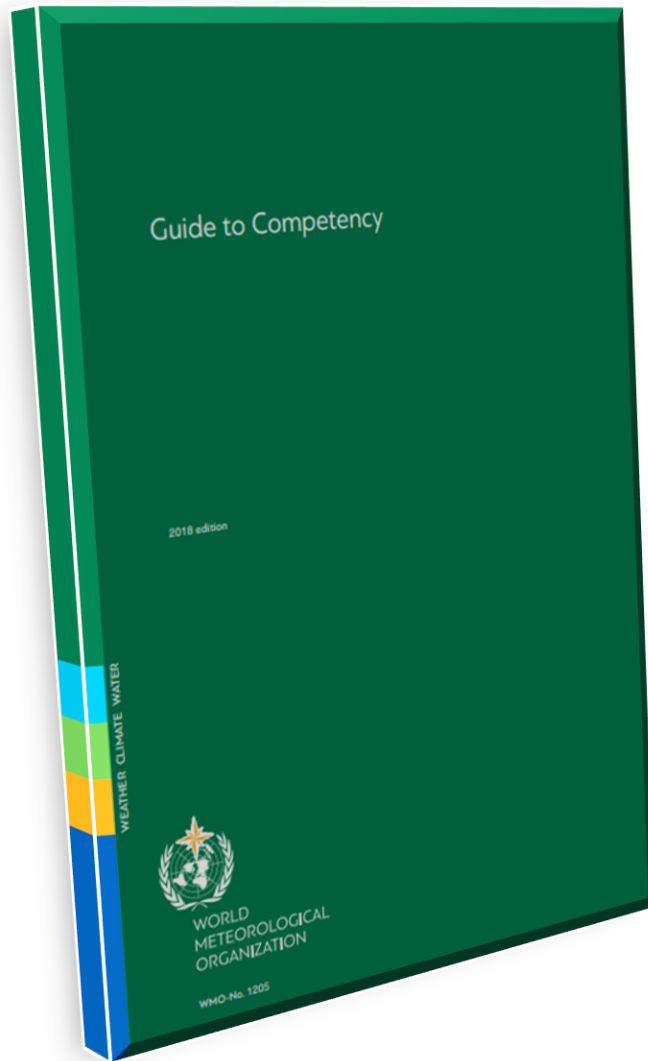 Guide to Competency
2018 edition
WEATHER CLIMATE WATER
WORLD
METEOROLOGICAL
ORGANIZATION
WMO-No. 1205